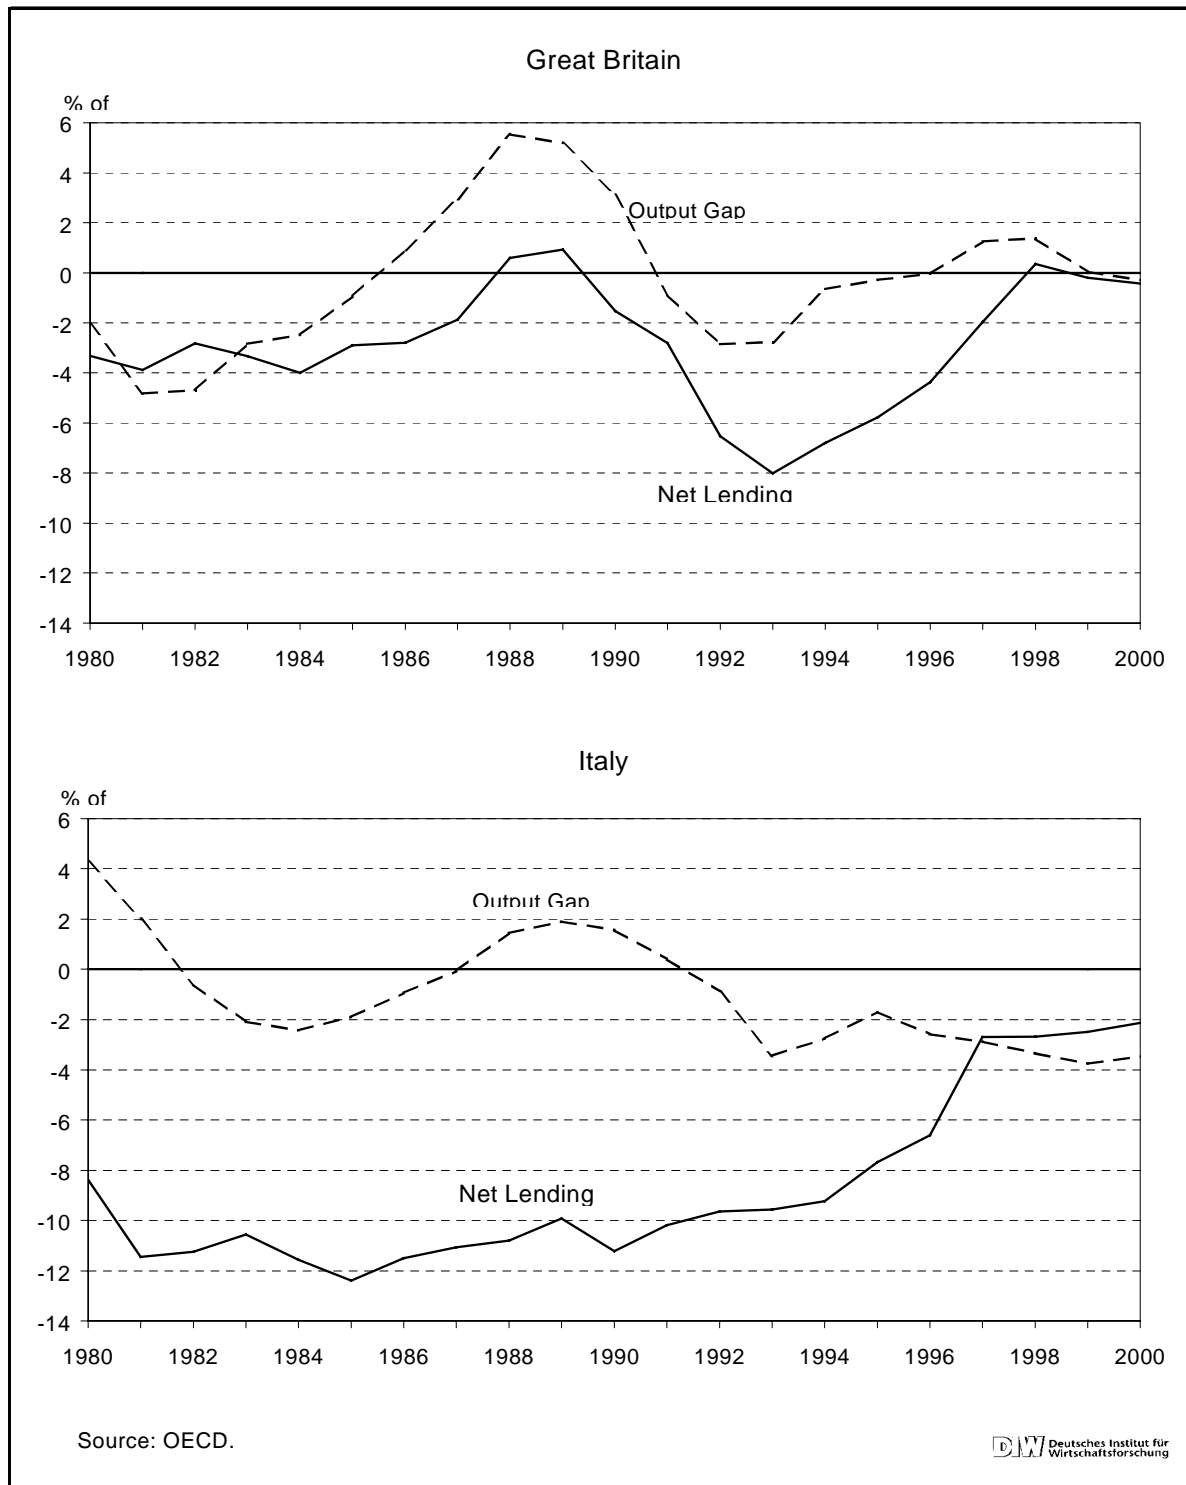 Great Britain
% of
6
4
2
0
-2
-4
-6
-8
-10
-12
-14
Output Gap
Net Lending
1980 1982 1984 1986 1988 1990 1992 1994 1996 1998 2000
Italy
% of
6
4
2
0
-2
-4
-6
-8
-10
-12
-14
Output Gap
Net Lending
1980 1982 1984 1986 1988 1990 1992 1994 1996 1998 2000
Source: OECD.
DIW Deutsches Institut für
Wirtschaftsforschung